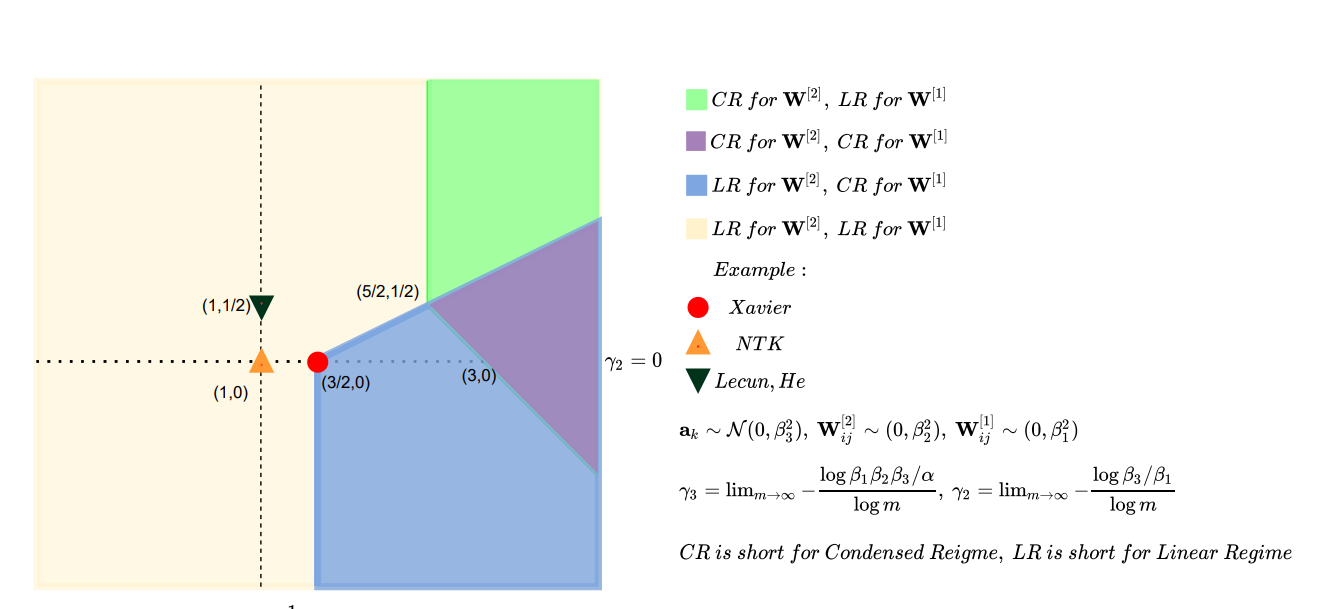 CR for W^{[2]}, LR for W^{[1]}
CR for W^{[2]}, CR for W^{[1]}
LR for W^{[2]}, CR for W^{[1]}
LR for W^{[2]}, LR for W^{[1]}
Example :
Xavier
NTK
Lecun, He
(5/2,1/2)
(1,1/2)
(3,0)
(3/2,0)
(1,0)
γ_2 = 0
a_k ∼ 𝒩(0, β_3^2), W_{ij}^{[2]} ∼ (0, β_2^2), W_{ij}^{[1]} ∼ (0, β_1^2)
γ_3 = lim_{m→∞} − \frac{log β_1β_2β_3/α}{log m}, γ_2 = lim_{m→∞} − \frac{log β_3/β_1}{log m}
CR is short for Condensed Reigme, LR is short for Linear Regime